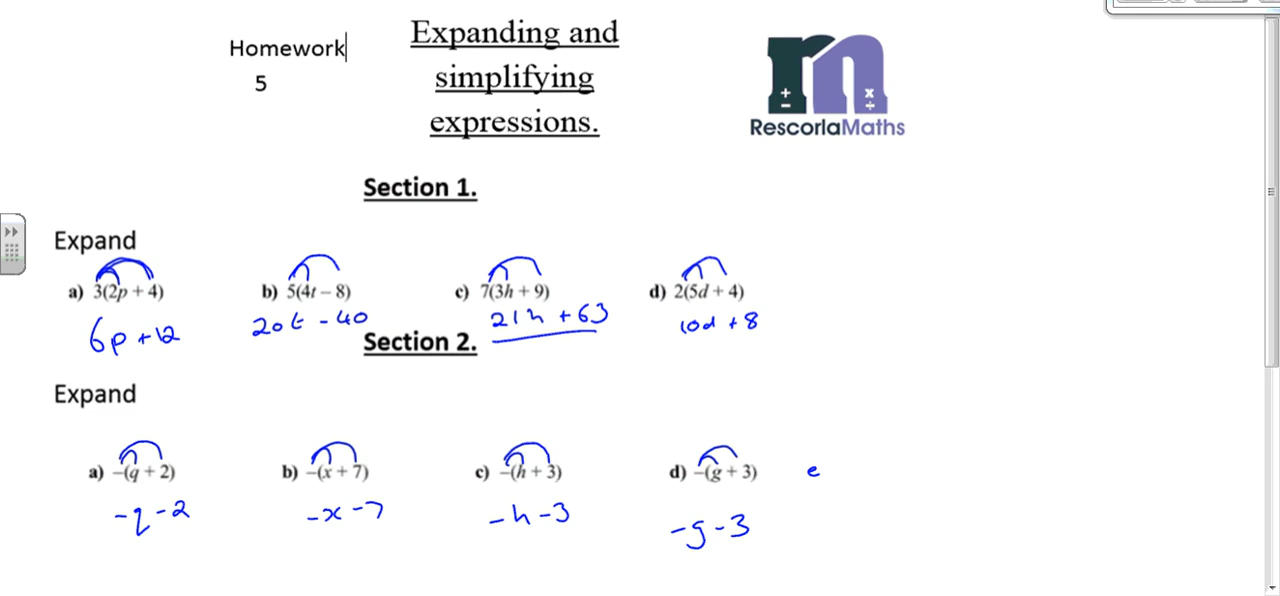 Homework
5
Expanding and
simplifying
expressions.
+ − × ÷
RescorlaMaths
Section 1.
Expand
a) 3(2p + 4) b) 5(4t – 8) c) 7(3h + 9) d) 2(5d + 4)
6p + 12 20t - 40 21h + 63 10d + 8
Section 2.
Expand
a) –(q + 2) b) –(x + 7) c) –(h + 3) d) –(g + 3) e
-q - 2 -x - 7 -h - 3 -g - 3